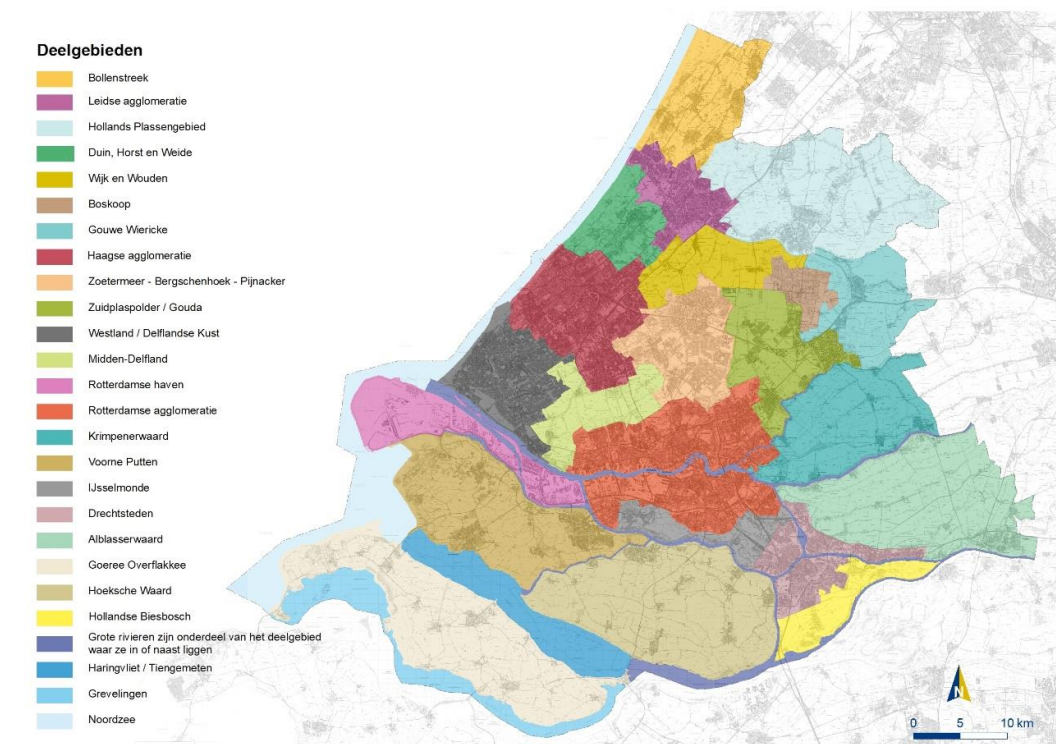 Deelgebieden
Bollenstreek
Leidse agglomeratie
Hollands Plassengebied
Duin, Horst en Weide
Wijk en Wouden
Boskoop
Gouwe Wiericke
Haagse agglomeratie
Zoetermeer - Bergschenhoek - Pijnacker
Zuidplaspolder / Gouda
Westland / Delflandse Kust
Midden-Delfland
Rotterdamse haven
Rotterdamse agglomeratie
Krimpenerwaard
Voorne Putten
IJsselmonde
Drechtsteden
Alblasserwaard
Goeree Overflakkee
Hoeksche Waard
Hollandse Biesbosch
Grote rivieren zijn onderdeel van het deelgebied
waar ze in of naast liggen
Haringvliet / Tiengemeten
Grevelingen
Noordzee
N
0 5 10 km